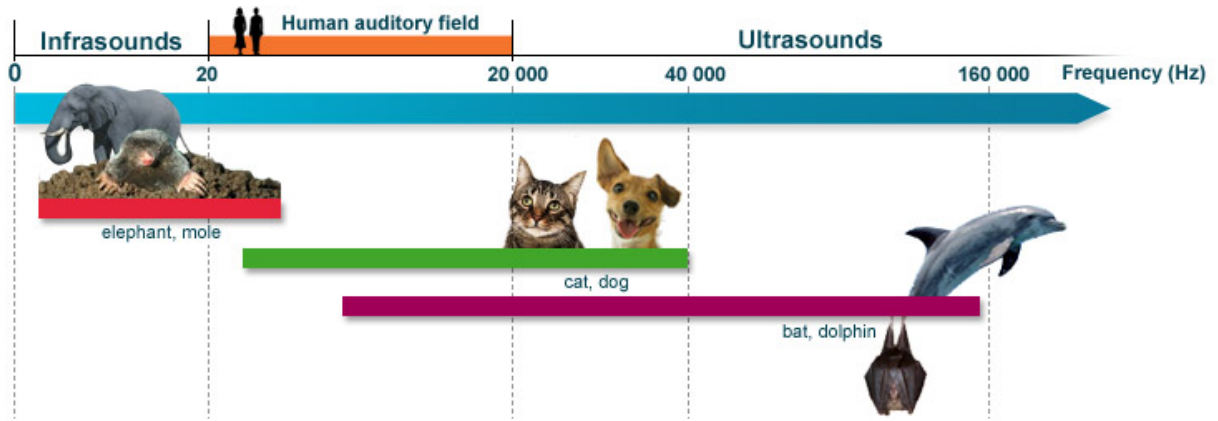 Infrasounds
Human auditory field
Ultrasounds
0
20
20 000
40 000
160 000
Frequency (Hz)
elephant, mole
cat, dog
bat, dolphin